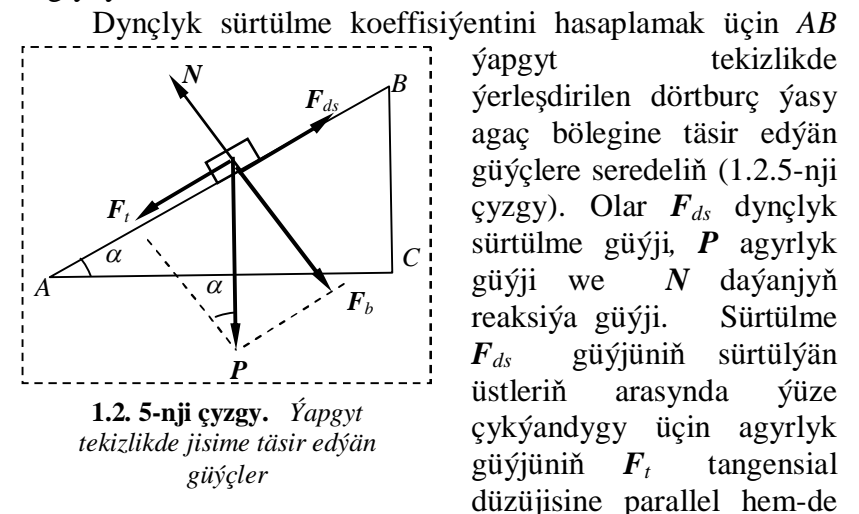 Dynçlyk sürtülme koeffisiýentini hasaplamak üçin AB
ýapgyt tekizlikde
ýerleşdirilen dörtburç ýasy
agaç bölegine täsir edýän
güýçlere seredeliň (1.2.5-nji
çyzgy). Olar Fds dynçlyk
sürtülme güýji, P agyrlyk
güýji we N daýanjyň
reaksiýa güýji. Sürtülme
Fds güýjüniň sürtülýän
üstleriň arasynda ýüze
çykýandygy üçin agyrlyk
güýjüniň Ft tangensial
düzüjisine parallel hem-de
N
Fds
B
Ft
α
A
α
C
Fb
P
1.2. 5-nji çyzgy. Ýapgyt
tekizlikde jisime täsir edýän
güýçler